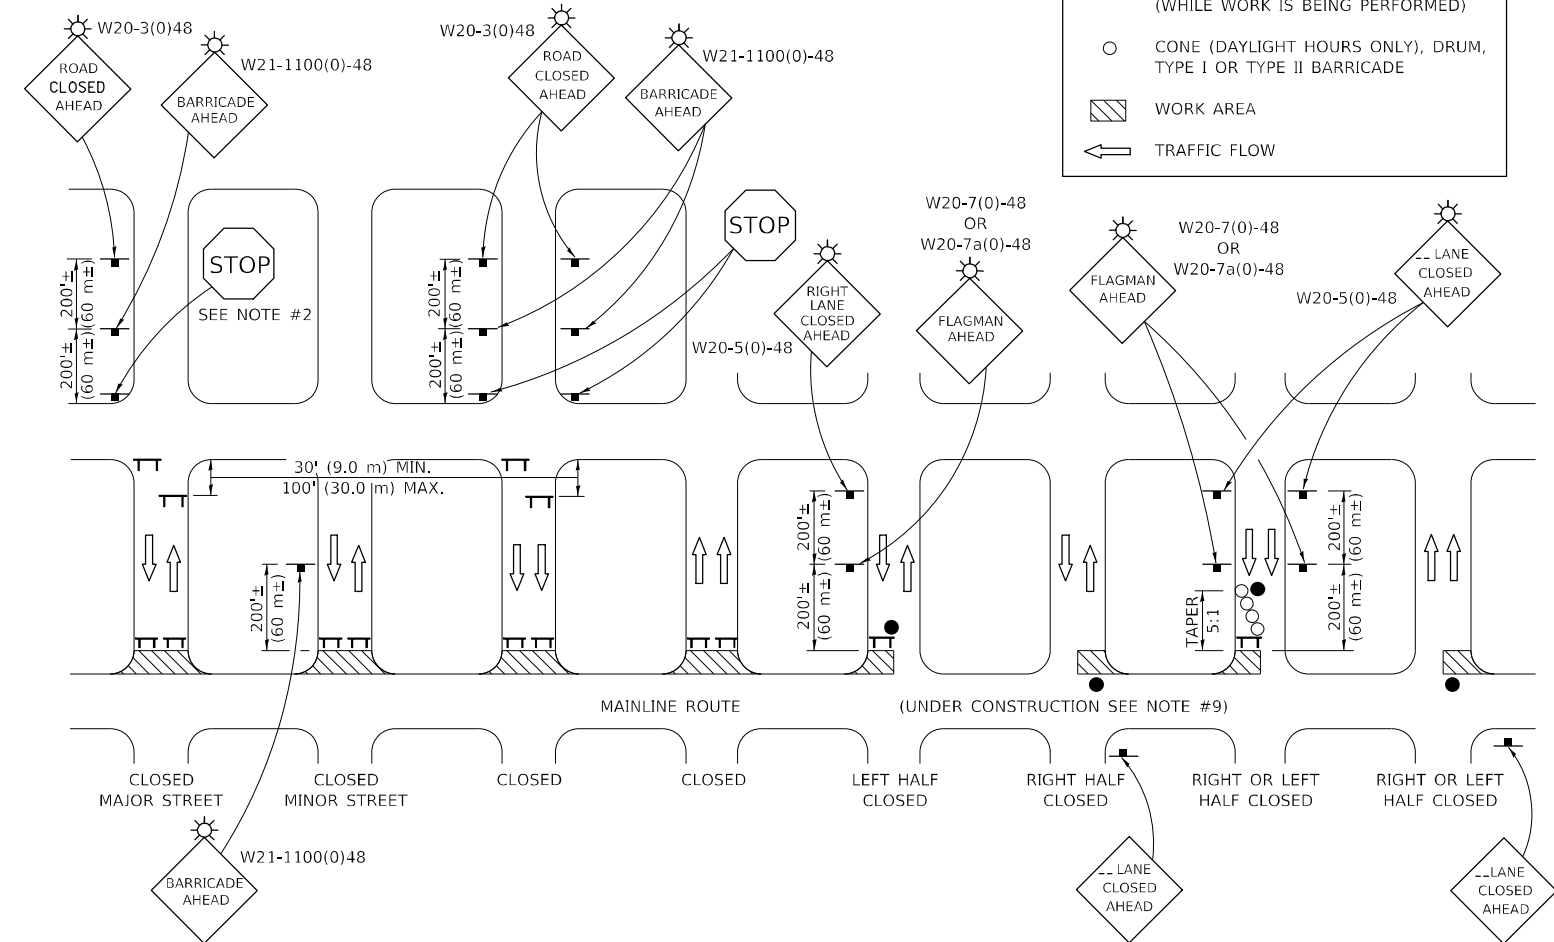 (WHILE WORK IS BEING PERFORMED)
CONE (DAYLIGHT HOURS ONLY), DRUM,
TYPE I OR TYPE II BARRICADE
WORK AREA
TRAFFIC FLOW
W20-3(0)48
ROAD
CLOSED
AHEAD
W21-1100(0)-48
BARRICADE
AHEAD
W20-3(0)48
ROAD
CLOSED
AHEAD
W21-1100(0)-48
BARRICADE
AHEAD
STOP
SEE NOTE #2
STOP
W20-5(0)-48
RIGHT
LANE
CLOSED
AHEAD
W20-7(0)-48
OR
W20-7a(0)-48
FLAGMAN
AHEAD
FLAGMAN
AHEAD
W20-7(0)-48
OR
W20-7a(0)-48
W20-5(0)-48
-- LANE
CLOSED
AHEAD
200'±
(60 m±)
200'±
(60 m±)
200'±
(60 m±)
200'±
(60 m±)
30' (9.0 m) MIN.
100' (30.0 m) MAX.
200'±
(60 m±)
200'±
(60 m±)
200'±
(60 m±)
TAPER
5:1
200'±
(60 m±)
200'±
(60 m±)
MAINLINE ROUTE
(UNDER CONSTRUCTION SEE NOTE #9)
CLOSED
MAJOR STREET
CLOSED
MINOR STREET
CLOSED
CLOSED
LEFT HALF
CLOSED
RIGHT HALF
CLOSED
RIGHT OR LEFT
HALF CLOSED
RIGHT OR LEFT
HALF CLOSED
W21-1100(0)48
BARRICADE
AHEAD
-- LANE
CLOSED
AHEAD
--LANE
CLOSED
AHEAD